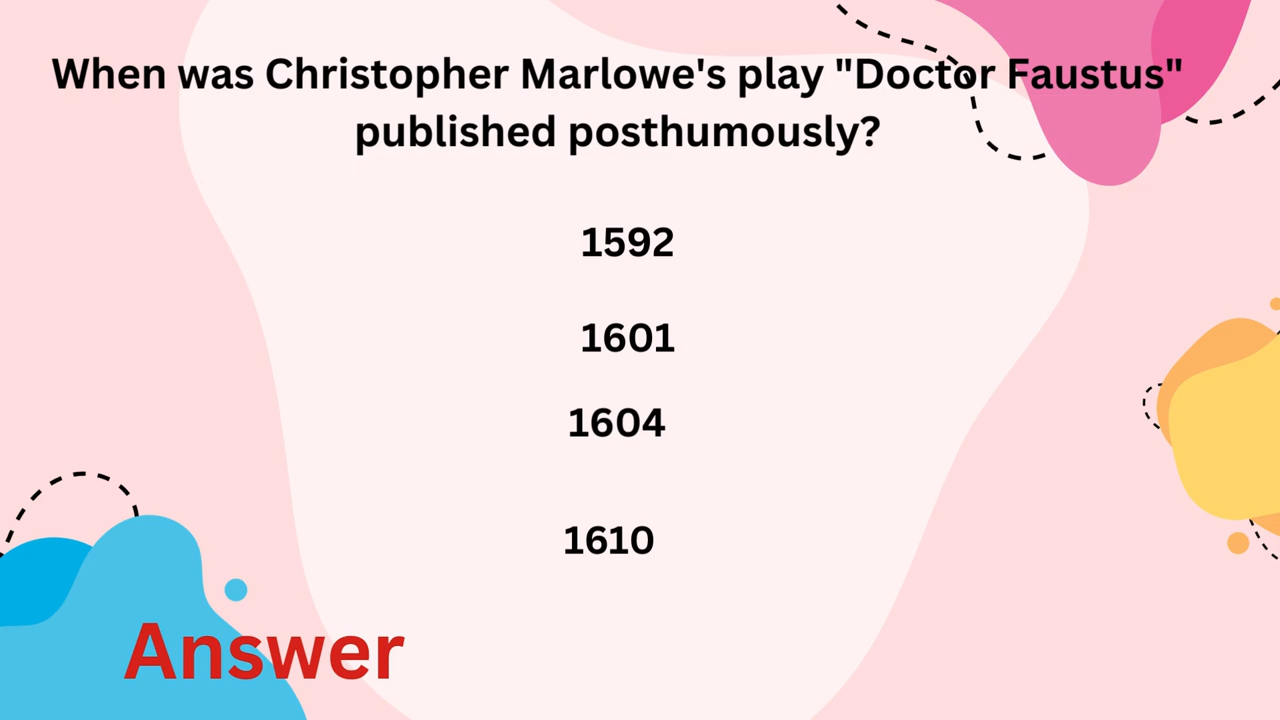 When was Christopher Marlowe's play "Doctor Faustus"
published posthumously?
1592
1601
1604
1610
Answer